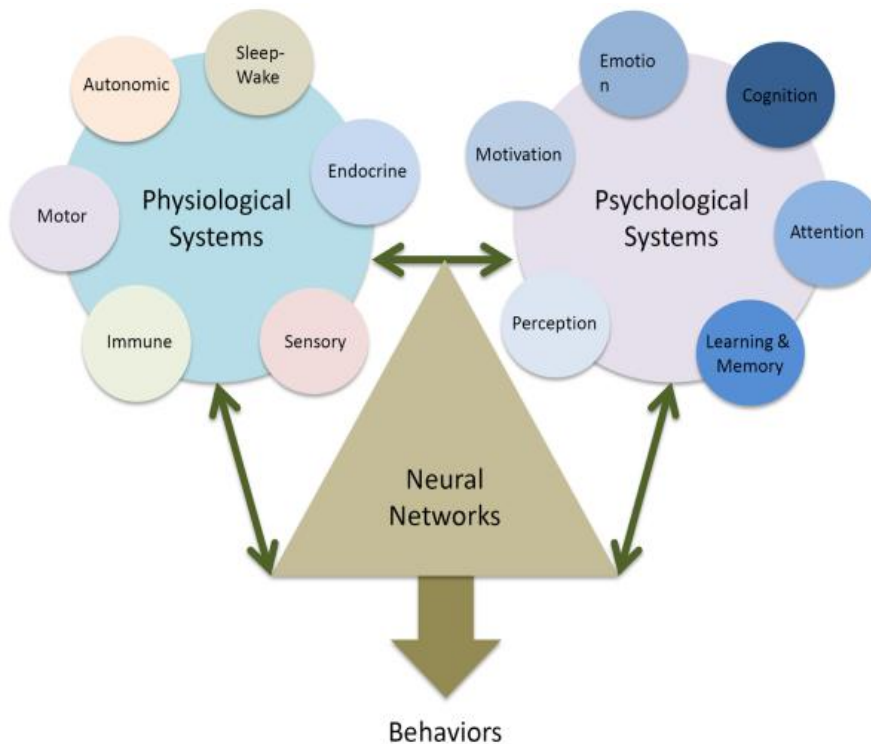 Sleep-
Wake
Autonomic
Endocrine
Motor
Physiological
Systems
Immune
Sensory
Emotio
n
Cognition
Motivation
Psychological
Systems
Attention
Perception
Learning &
Memory
Neural
Networks
Behaviors